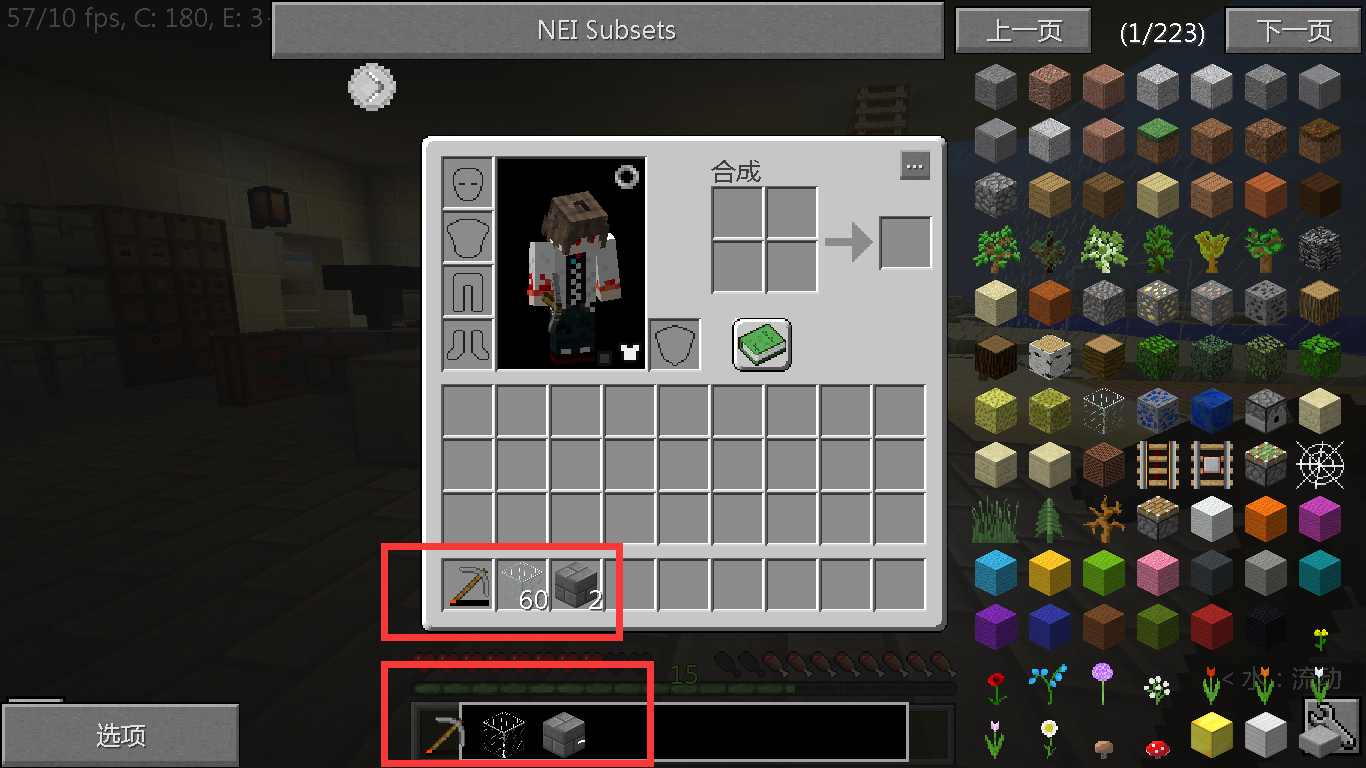 57/10 fps, C: 180, E: 3
NEI Subsets
上一页
(1/223)
下一页
合成
...
60
2
15
< 水 : 流动
选项